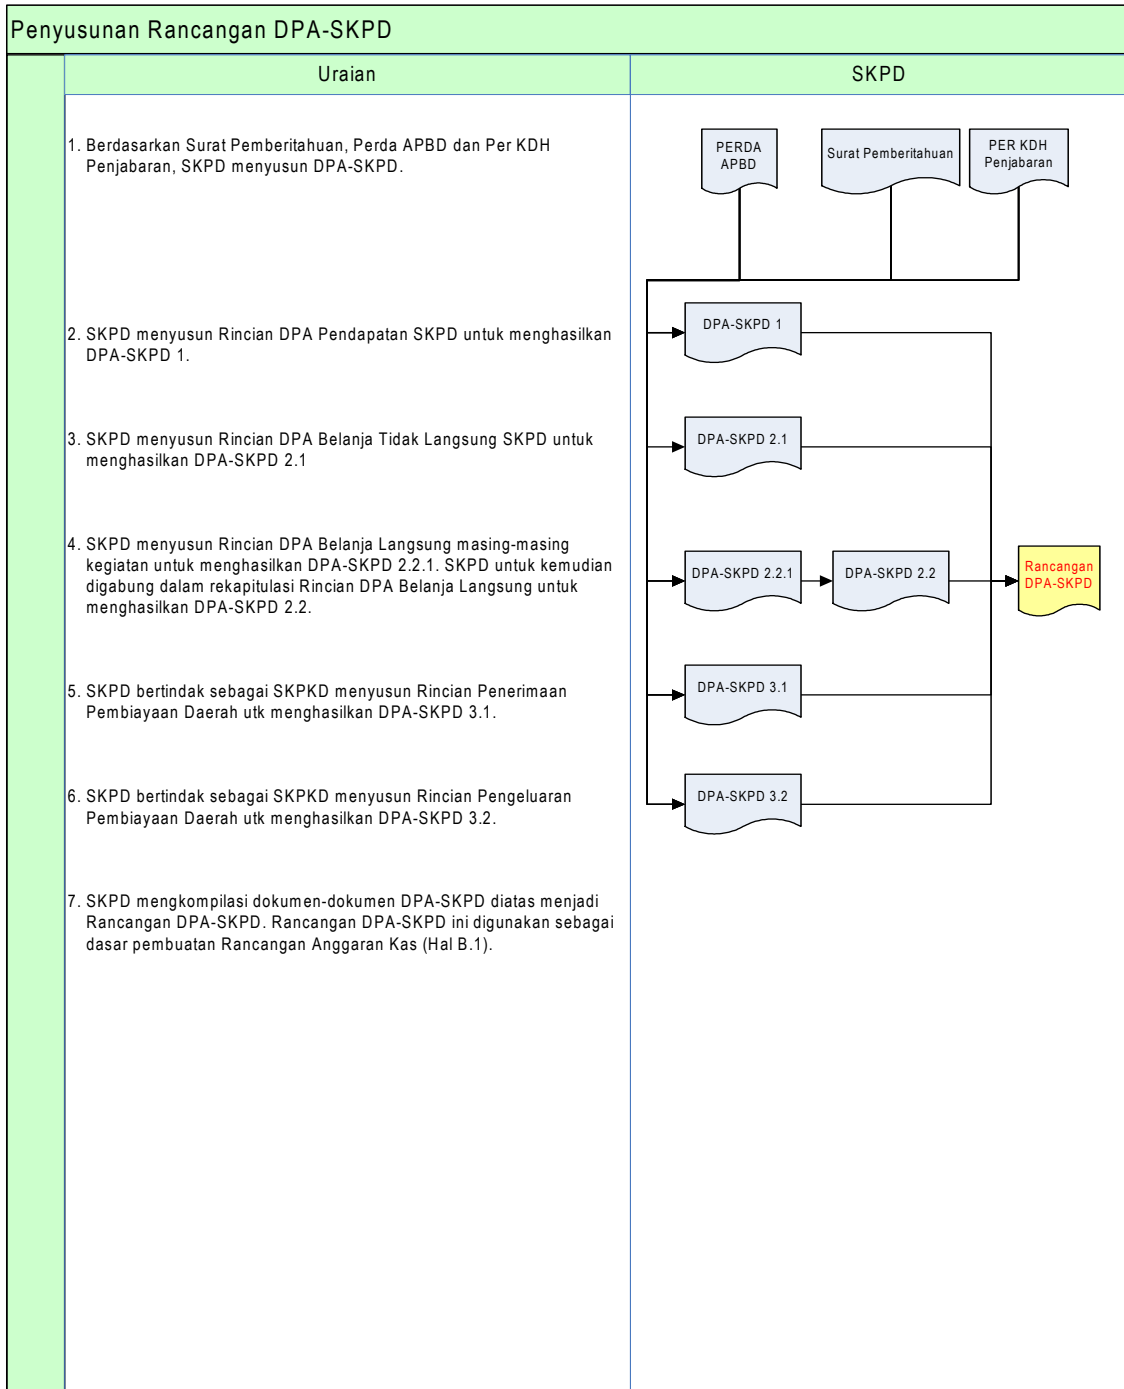 Penyusunan Rancangan DPA-SKPD
Uraian
SKPD
1. Berdasarkan Surat Pemberitahuan, Perda APBD dan Per KDH
Penjabaran, SKPD menyusun DPA-SKPD.
2. SKPD menyusun Rincian DPA Pendapatan SKPD untuk menghasilkan
DPA-SKPD 1.
3. SKPD menyusun Rincian DPA Belanja Tidak Langsung SKPD untuk
menghasilkan DPA-SKPD 2.1
4. SKPD menyusun Rincian DPA Belanja Langsung masing-masing
kegiatan untuk menghasilkan DPA-SKPD 2.2.1. SKPD untuk kemudian
digabung dalam rekapitulasi Rincian DPA Belanja Langsung untuk
menghasilkan DPA-SKPD 2.2.
5. SKPD bertindak sebagai SKPKD menyusun Rincian Penerimaan
Pembiayaan Daerah utk menghasilkan DPA-SKPD 3.1.
6. SKPD bertindak sebagai SKPKD menyusun Rincian Pengeluaran
Pembiayaan Daerah utk menghasilkan DPA-SKPD 3.2.
7. SKPD mengkompilasi dokumen-dokumen DPA-SKPD diatas menjadi
Rancangan DPA-SKPD. Rancangan DPA-SKPD ini digunakan sebagai
dasar pembuatan Rancangan Anggaran Kas (Hal B.1).
PERDA
APBD
Surat Pemberitahuan
PER KDH
Penjabaran
DPA-SKPD 1
DPA-SKPD 2.1
DPA-SKPD 2.2.1
DPA-SKPD 2.2
Rancangan
DPA-SKPD
DPA-SKPD 3.1
DPA-SKPD 3.2